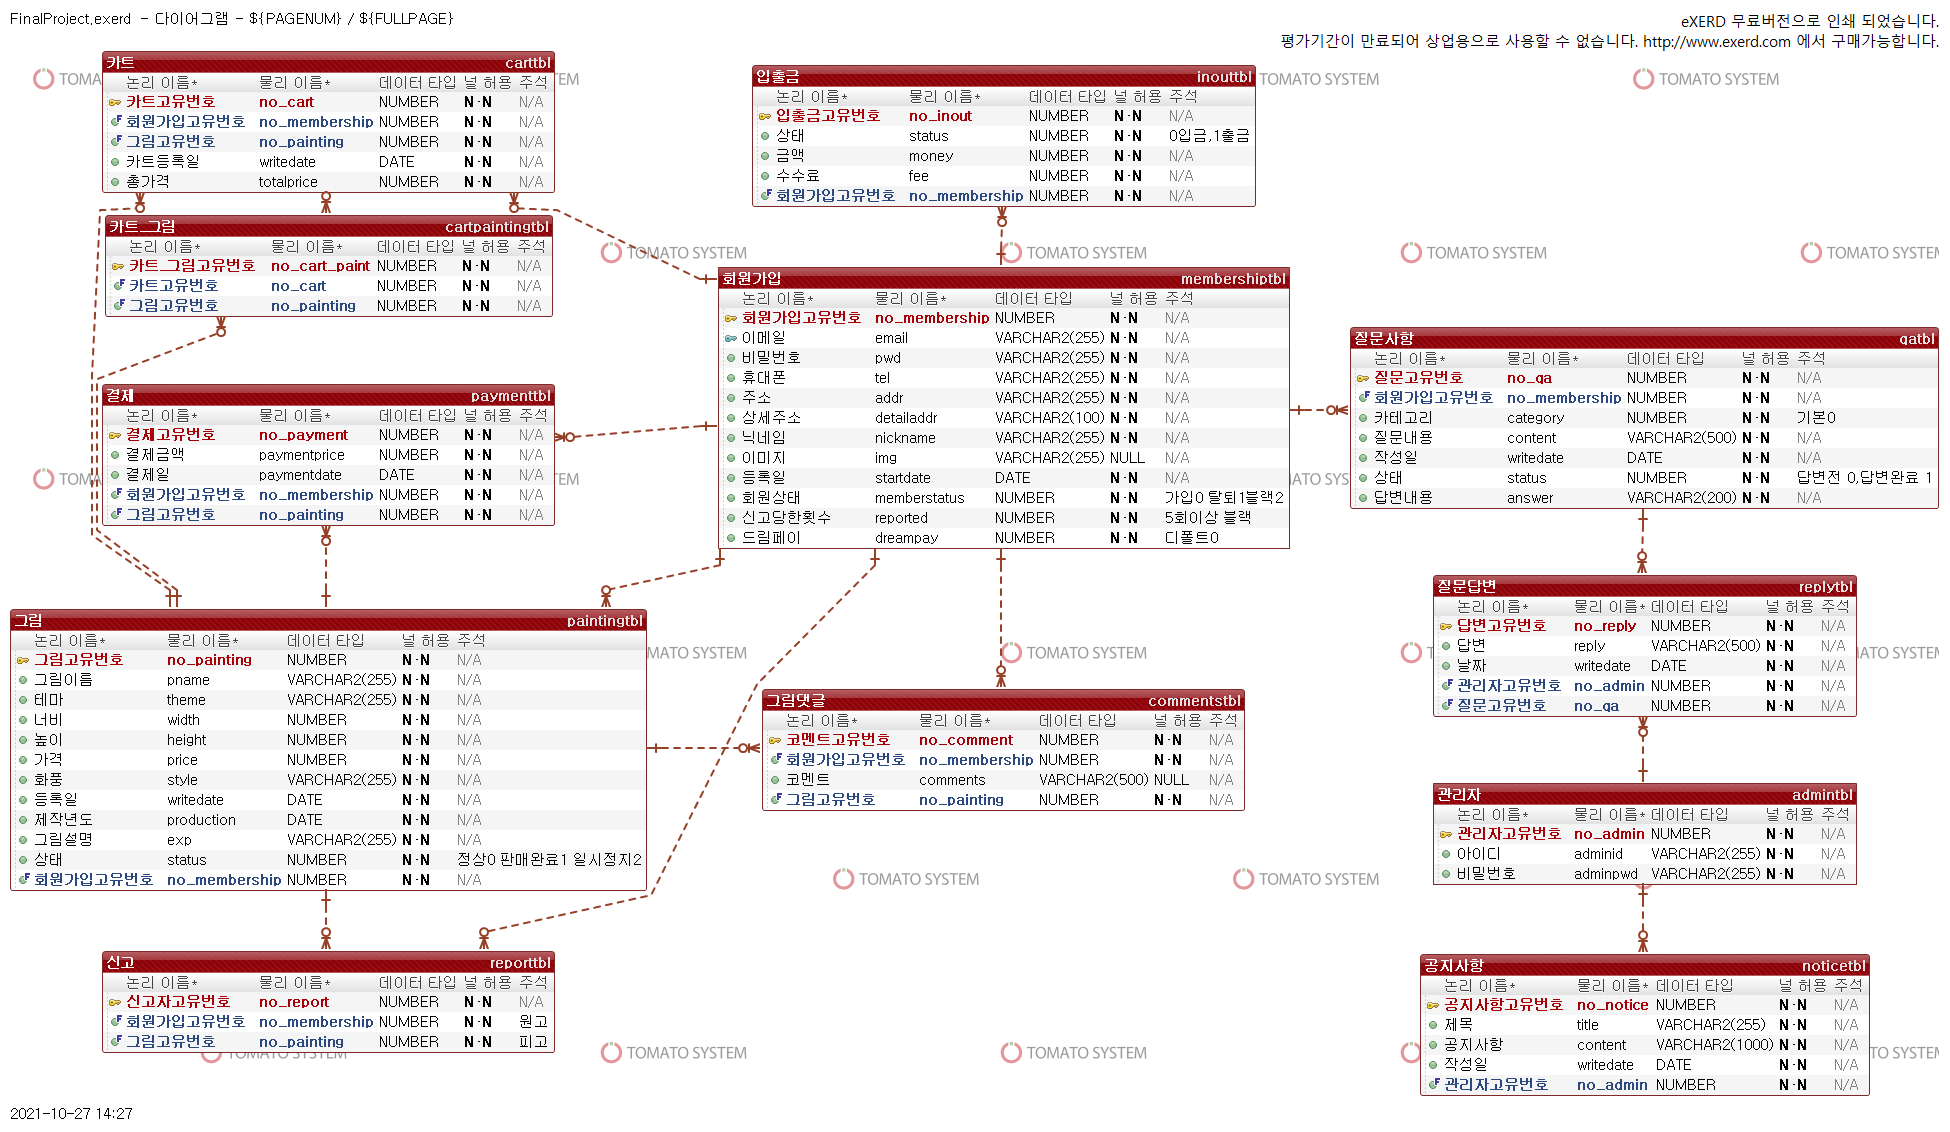 FinalProject.exerd - 다이어그램 - ${PAGENUM} / ${FULLPAGE}
eXERD 무료버전으로 인쇄 되었습니다.
평가기간이 만료되어 상업용으로 사용할 수 없습니다. http://www.exerd.com 에서 구매가능합니다.
카트 carttbl
논리 이름* 물리 이름* 데이터 타입 널 허용 주석
카트고유번호 no_cart NUMBER N-N N/A
회원가입고유번호 no_membership NUMBER N-N N/A
그림고유번호 no_painting NUMBER N-N N/A
카트등록일 writedate DATE N-N N/A
총가격 totalprice NUMBER N-N N/A
입출금 inouttbl
논리 이름* 물리 이름* 데이터 타입 널 허용 주석
입출금고유번호 no_inout NUMBER N-N N/A
상태 status NUMBER N-N 0입금,1출금
금액 money NUMBER N-N N/A
수수료 fee NUMBER N-N N/A
회원가입고유번호 no_membership NUMBER N-N N/A
카트_그림 cartpaintingtbl
논리 이름* 물리 이름* 데이터 타입 널 허용 주석
카트_그림고유번호 no_cart_paint NUMBER N-N N/A
카트고유번호 no_cart NUMBER N-N N/A
그림고유번호 no_painting NUMBER N-N N/A
회원가입 membershiptbl
논리 이름* 물리 이름* 데이터 타입 널 허용 주석
회원가입고유번호 no_membership NUMBER N-N N/A
이메일 email VARCHAR2(255) N-N N/A
비밀번호 pwd VARCHAR2(255) N-N N/A
휴대폰 tel VARCHAR2(255) N-N N/A
주소 addr VARCHAR2(255) N-N N/A
상세주소 detailaddr VARCHAR2(100) N-N N/A
닉네임 nickname VARCHAR2(255) N-N N/A
이미지 img VARCHAR2(255) NULL N/A
등록일 startdate DATE N-N N/A
회원상태 memberstatus NUMBER N-N 가입0 탈퇴1블랙2
신고당한횟수 reported NUMBER N-N 5회이상 블랙
드림페이 dreampay NUMBER N-N 디폴트0
질문사항 qatbl
논리 이름* 물리 이름* 데이터 타입 널 허용 주석
질문고유번호 no_qa NUMBER N-N N/A
회원가입고유번호 no_membership NUMBER N-N N/A
카테고리 category NUMBER N-N 기본0
질문내용 content VARCHAR2(500) N-N N/A
작성일 writedate DATE N-N N/A
상태 status NUMBER N-N 답변전 0,답변완료 1
답변내용 answer VARCHAR2(200) N-N N/A
결제 paymenttbl
논리 이름* 물리 이름* 데이터 타입 널 허용 주석
결제고유번호 no_payment NUMBER N-N N/A
결제금액 paymentprice NUMBER N-N N/A
결제일 paymentdate DATE N-N N/A
회원가입고유번호 no_membership NUMBER N-N N/A
그림고유번호 no_painting NUMBER N-N N/A
질문답변 replytbl
논리 이름* 물리 이름* 데이터 타입 널 허용 주석
답변고유번호 no_reply NUMBER N-N N/A
답변 reply VARCHAR2(500) N-N N/A
날짜 writedate DATE N-N N/A
관리자고유번호 no_admin NUMBER N-N N/A
질문고유번호 no_qa NUMBER N-N N/A
그림 paintingtbl
논리 이름* 물리 이름* 데이터 타입 널 허용 주석
그림고유번호 no_painting NUMBER N-N N/A
그림이름 pname VARCHAR2(255) N-N N/A
테마 theme VARCHAR2(255) N-N N/A
너비 width NUMBER N-N N/A
높이 height NUMBER N-N N/A
가격 price NUMBER N-N N/A
화풍 style VARCHAR2(255) N-N N/A
등록일 writedate DATE N-N N/A
제작년도 production DATE N-N N/A
그림설명 exp VARCHAR2(255) N-N N/A
상태 status NUMBER N-N 정상0 판매완료1 일시정지2
회원가입고유번호 no_membership NUMBER N-N N/A
그림댓글 commentstbl
논리 이름* 물리 이름* 데이터 타입 널 허용 주석
코멘트고유번호 no_comment NUMBER N-N N/A
회원가입고유번호 no_membership NUMBER N-N N/A
코멘트 comments VARCHAR2(500) NULL N/A
그림고유번호 no_painting NUMBER N-N N/A
관리자 admintbl
논리 이름* 물리 이름* 데이터 타입 널 허용 주석
관리자고유번호 no_admin NUMBER N-N N/A
아이디 adminid VARCHAR2(255) N-N N/A
비밀번호 adminpwd VARCHAR2(255) N-N N/A
신고 reporttbl
논리 이름* 물리 이름* 데이터 타입 널 허용 주석
신고자고유번호 no_report NUMBER N-N N/A
회원가입고유번호 no_membership NUMBER N-N 원고
그림고유번호 no_painting NUMBER N-N 피고
공지사항 noticetbl
논리 이름* 물리 이름* 데이터 타입 널 허용 주석
공지사항고유번호 no_notice NUMBER N-N N/A
제목 title VARCHAR2(255) N-N N/A
공지사항 content VARCHAR2(1000) N-N N/A
작성일 writedate DATE N-N N/A
관리자고유번호 no_admin NUMBER N-N N/A
TOMATO SYSTEM
TOMATO SYSTEM
TOMATO SYSTEM
TOMATO SYSTEM
TOMATO SYSTEM
TOMATO SYSTEM
TOMATO SYSTEM
TOMATO SYSTEM
TOMATO SYSTEM
TOMATO SYSTEM
TOMATO SYSTEM
TOMATO SYSTEM
2021-10-27 14:27